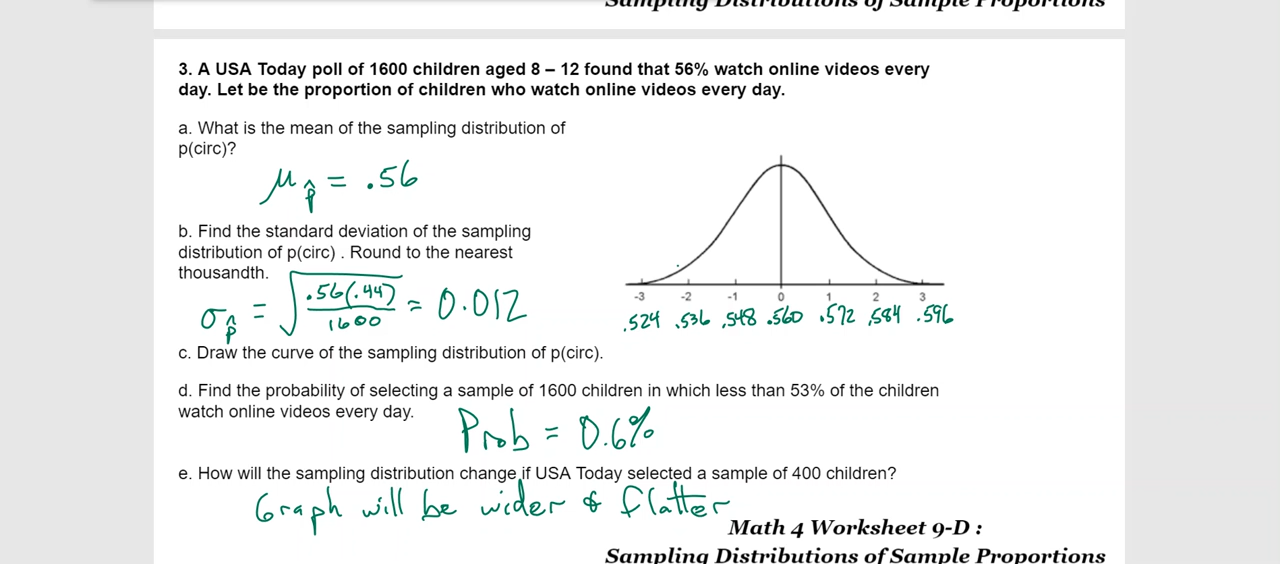 Sampling Distributions of Sample Proportions
3. A USA Today poll of 1600 children aged 8 – 12 found that 56% watch online videos every
day. Let be the proportion of children who watch online videos every day.
a. What is the mean of the sampling distribution of
p(circ)?
μp̂ = .56
b. Find the standard deviation of the sampling
distribution of p(circ) . Round to the nearest
thousandth.
σp̂ = √.56(.44)/1600 = 0.012
-3 -2 -1 0 1 2 3
.524 .536 .548 .560 .572 .584 .596
c. Draw the curve of the sampling distribution of p(circ).
d. Find the probability of selecting a sample of 1600 children in which less than 53% of the children
watch online videos every day.
Prob = 0.6%
e. How will the sampling distribution change if USA Today selected a sample of 400 children?
Graph will be wider & flatter
Math 4 Worksheet 9-D :
Sampling Distributions of Sample Proportions